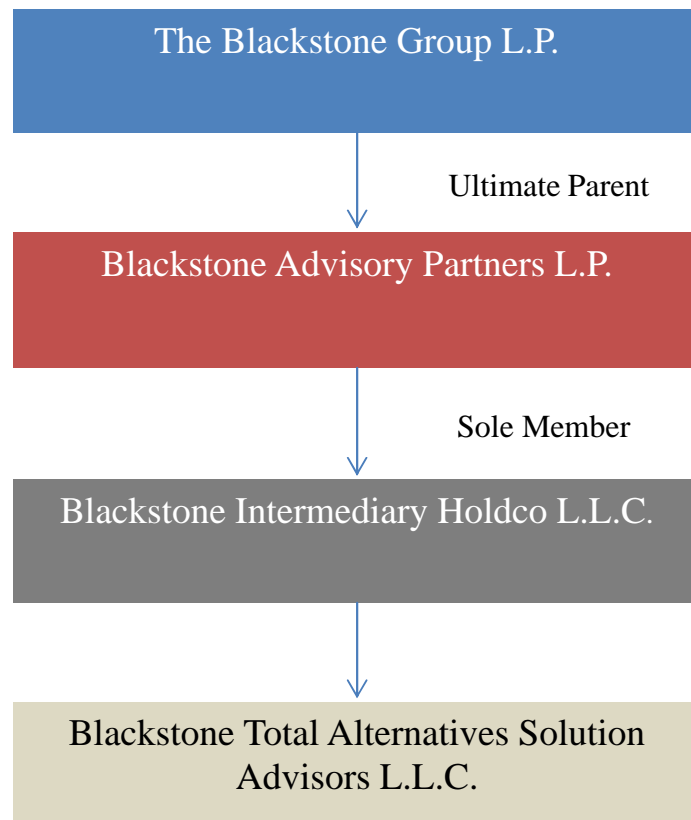 The Blackstone Group L.P.
Ultimate Parent
Blackstone Advisory Partners L.P.
Sole Member
Blackstone Intermediary Holdco L.L.C.
Blackstone Total Alternatives Solution
Advisors L.L.C.